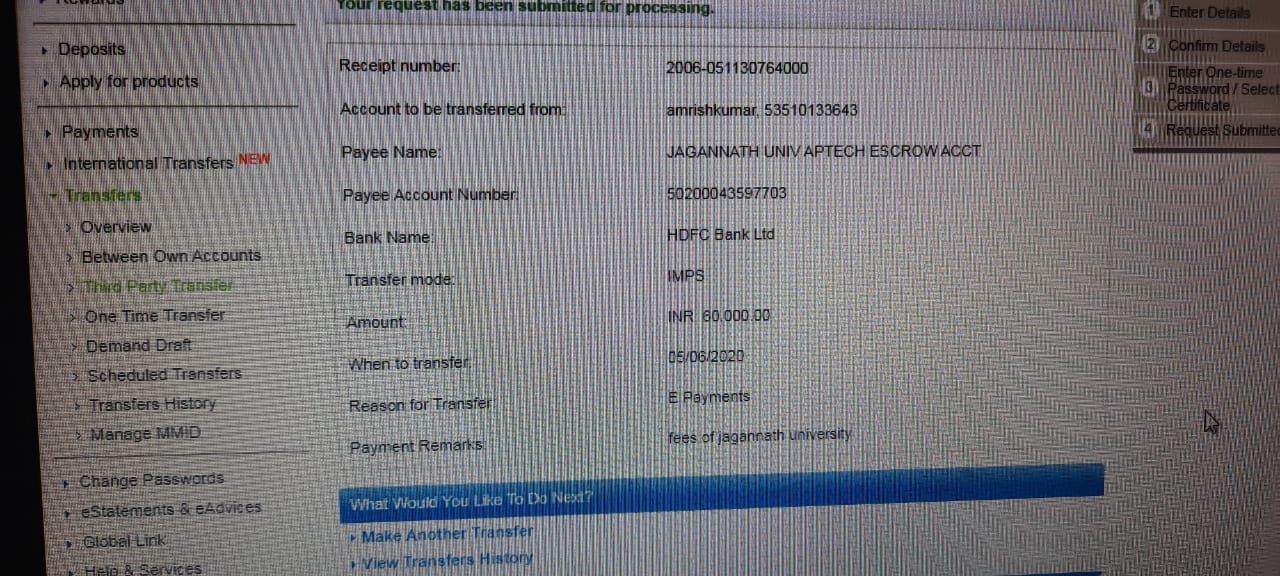 Rewards
Deposits
Apply for products
Payments
International Transfers NEW
Transfers
Overview
Between Own Accounts
Third Party Transfer
One Time Transfer
Demand Draft
Scheduled Transfers
Transfers History
Manage MMID
Change Passwords
eStatements & eAdvices
Global Link
Help & Services
Your request has been submitted for processing.
Receipt number: 2006-051130764000
Account to be transferred from: amrishkumar, 53510133643
Payee Name: JAGANNATH UNIV APTECH ESCROW ACCT
Payee Account Number: 50200043597703
Bank Name: HDFC Bank Ltd
Transfer mode: IMPS
Amount: INR
When to transfer: 05/06/2020
Reason for Transfer: E Payments
Payment Remarks: fees of jagannath university
What Would You Like To Do Next?
Make Another Transfer
View Transfers History
1 Enter Details
2 Confirm Details
3 Enter One-time
Password / Select
Certificate
4 Request Submitted